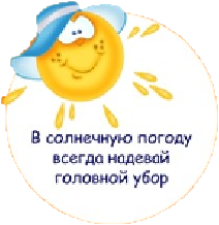 В солнечную погоду
всегда надевай
головной убор